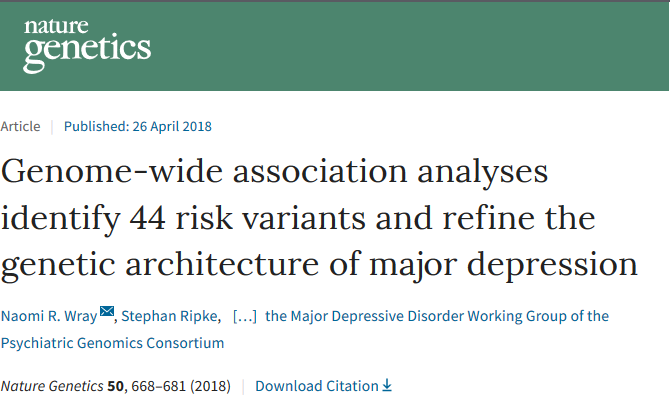 nature
genetics
Article | Published: 26 April 2018
Genome-wide association analyses
identify 44 risk variants and refine the
genetic architecture of major depression
Naomi R. Wray, Stephan Ripke, […] the Major Depressive Disorder Working Group of the
Psychiatric Genomics Consortium
Nature Genetics 50, 668–681 (2018) | Download Citation